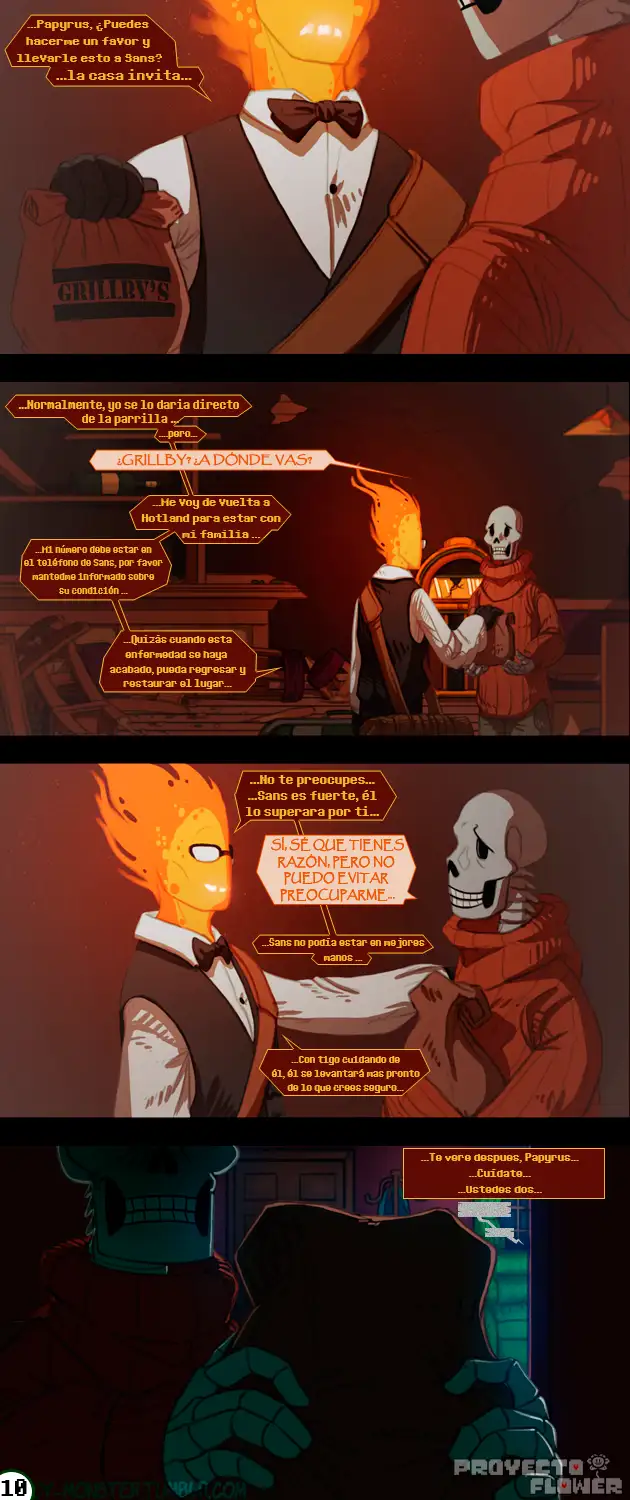 ...Papyrus, ¿Puedes
hacerme un favor y
llevarle esto a Sans?
...la casa invita...
GRILLBY'S
...Normalmente, yo se lo daria directo
de la parrilla ...
....pero...
¿GRILLBY? ¿A DÓNDE VAS?
...Me voy de vuelta a
Hotland para estar con
mi familia ...
...Mi número debe estar en
el teléfono de Sans, por favor
mantedme informado sobre
su condición ...
...Quizás cuando esta
enfermedad se haya
acabado, pueda regresar y
restaurar el lugar...
...No te preocupes...
...Sans es fuerte, él
lo superara por ti...
SÍ, SÉ QUE TIENES
RAZÓN, PERO NO
PUEDO EVITAR
PREOCUPARME...
...Sans no podía estar en mejores
manos ...
...Con tigo cuidando de
él, él se levantará mas pronto
de lo que crees seguro...
...Te vere despues, Papyrus...
...Cuídate...
...Ustedes dos...
10
PROYECTO
FLOWER